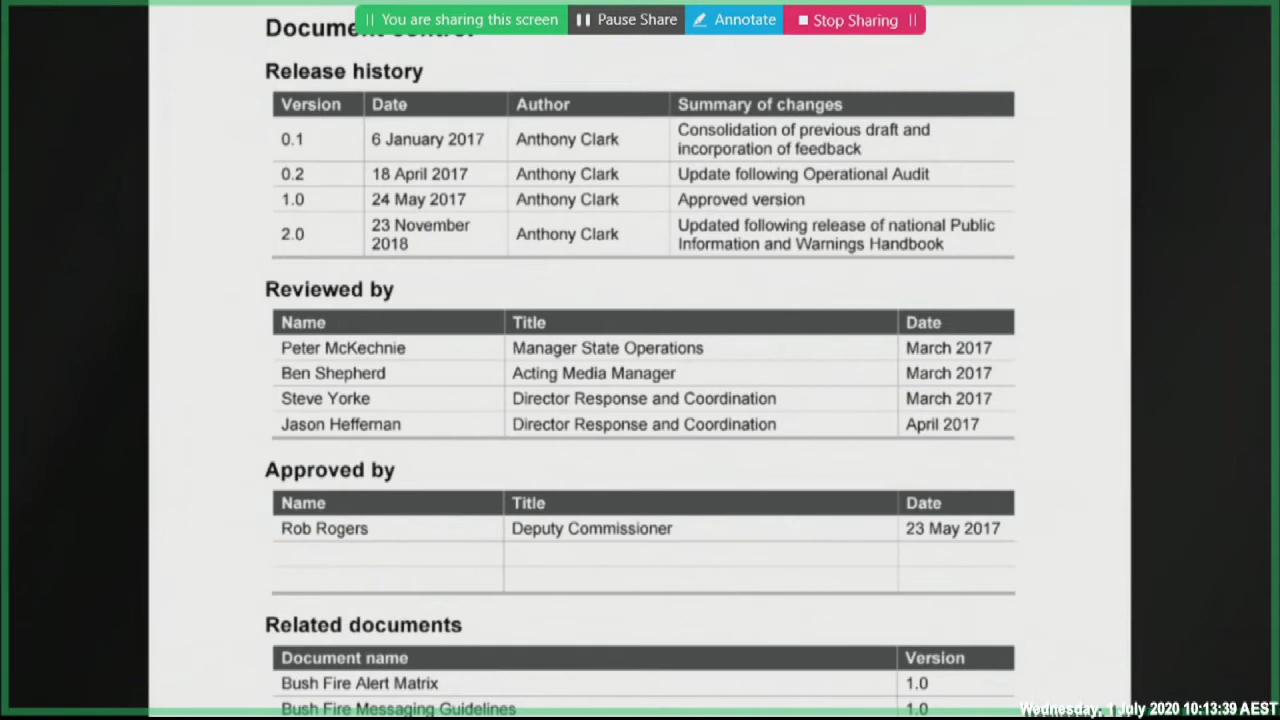 You are sharing this screen
Pause Share
Annotate
Stop Sharing
Document control
Release history
Version Date Author Summary of changes
0.1 6 January 2017 Anthony Clark Consolidation of previous draft and
incorporation of feedback
0.2 18 April 2017 Anthony Clark Update following Operational Audit
1.0 24 May 2017 Anthony Clark Approved version
2.0 23 November
2018 Anthony Clark Updated following release of national Public
Information and Warnings Handbook
Reviewed by
Name Title Date
Peter McKechnie Manager State Operations March 2017
Ben Shepherd Acting Media Manager March 2017
Steve Yorke Director Response and Coordination March 2017
Jason Heffernan Director Response and Coordination April 2017
Approved by
Name Title Date
Rob Rogers Deputy Commissioner 23 May 2017
Related documents
Document name Version
Bush Fire Alert Matrix 1.0
Bush Fire Messaging Guidelines 1.0
Wednesday, 1 July 2020 10:13:39 AEST